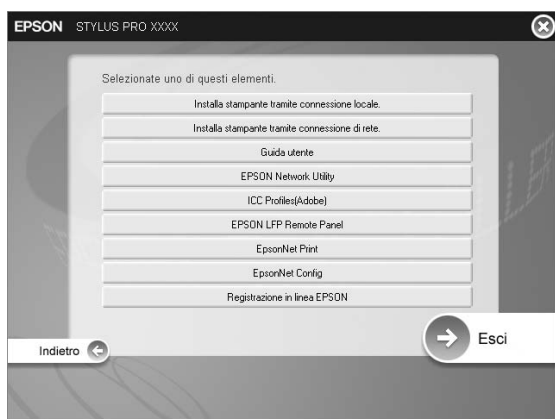 EPSON STYLUS PRO XXXX
Selezionate uno di questi elementi.
Installa stampante tramite connessione locale.
Installa stampante tramite connessione di rete.
Guida utente
EPSON Network Utility
ICC Profiles(Adobe)
EPSON LFP Remote Panel
EpsonNet Print
EpsonNet Config
Registrazione in linea EPSON
Esci
Indietro